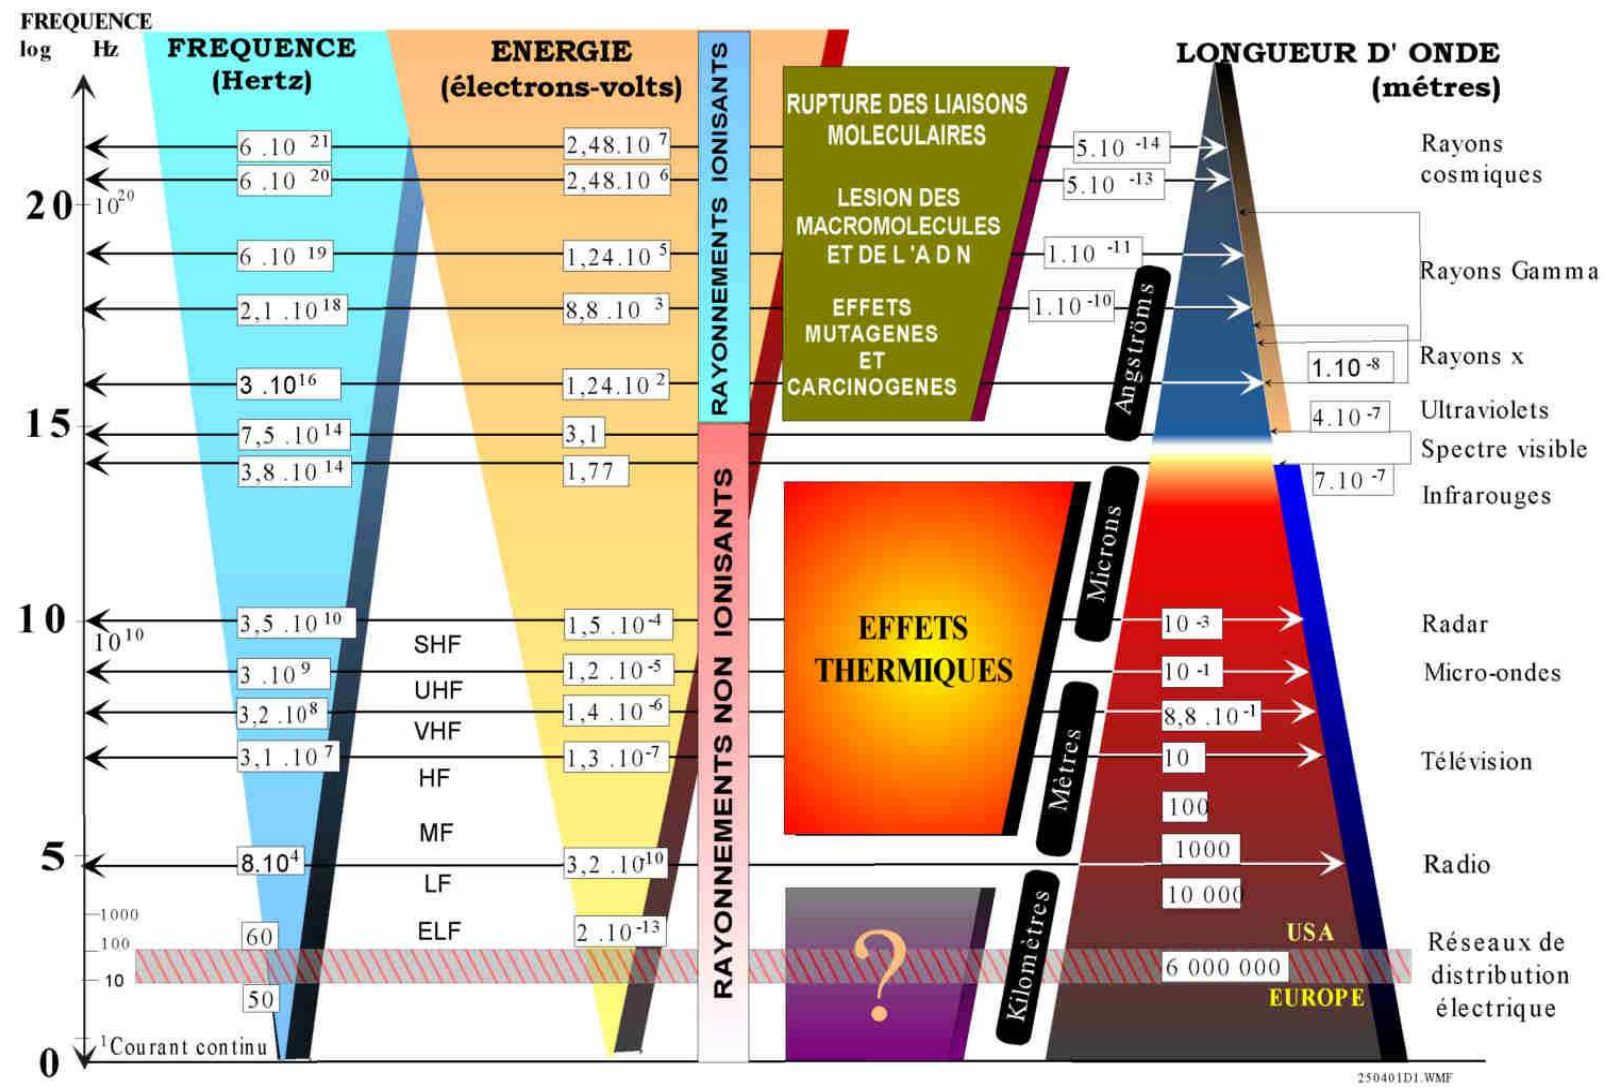 FREQUENCE
log Hz
FREQUENCE
(Hertz)
ENERGIE
(électrons-volts)
LONGUEUR D' ONDE
(métres)
RAYONNEMENTS IONISANTS
RAYONNEMENTS NON IONISANTS
20
10^20
15
10
10^10
5
1000
100
10
1
0
Courant continu
6 .10 ^21
6 .10 ^20
6 .10 ^19
2,1 .10 ^18
3 .10^16
7,5 .10^14
3,8 .10 ^14
3,5 .10^10
3 .10^9
3,2 .10^8
3,1 .10^7
8.10^4
60
50
SHF
UHF
VHF
HF
MF
LF
ELF
2,48.10 ^7
2,48.10 ^6
1,24.10 ^5
8,8 .10 ^3
1,24.10 ^2
3,1
1,77
1,5 .10^-4
1,2 .10^-5
1,4 .10^-6
1,3 .10^-7
3,2 .10^-10
2 .10^-13
RUPTURE DES LIAISONS
MOLECULAIRES
LESION DES
MACROMOLECULES
ET DE L 'A D N
EFFETS
MUTAGENES
ET
CARCINOGENES
EFFETS
THERMIQUES
?
Angströms
Microns
Mètres
Kilomètres
5.10 ^-14
5.10 ^-13
1.10 ^-11
1.10 ^-10
1.10 ^-8
4.10 ^-7
7.10 ^-7
10 ^-3
10 ^-1
8,8 .10^-1
10
100
1000
10 000
USA
6 000 000
EUROPE
Rayons
cosmiques
Rayons Gamma
Rayons x
Ultraviolets
Spectre visible
Infrarouges
Radar
Micro-ondes
Télévision
Radio
Réseaux de
distribution
électrique
250401D1.WMF